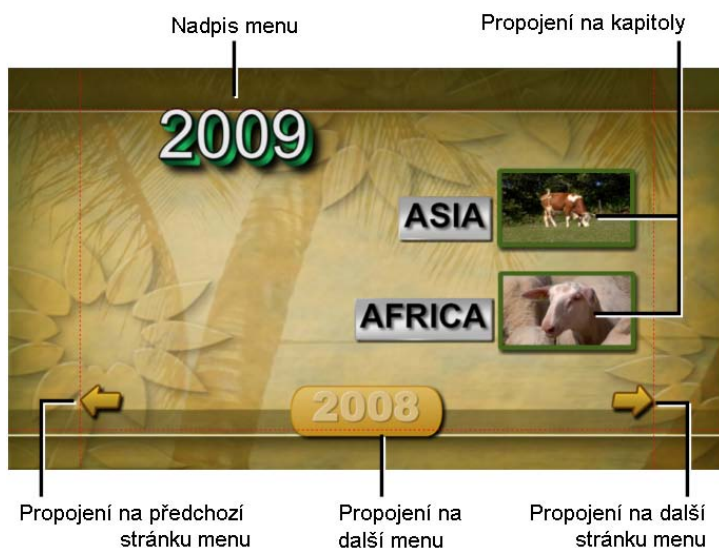 Nadpis menu
Propojení na kapitoly
2009
ASIA
AFRICA
2008
Propojení na předchozí
stránku menu
Propojení na
další menu
Propojení na další
stránku menu